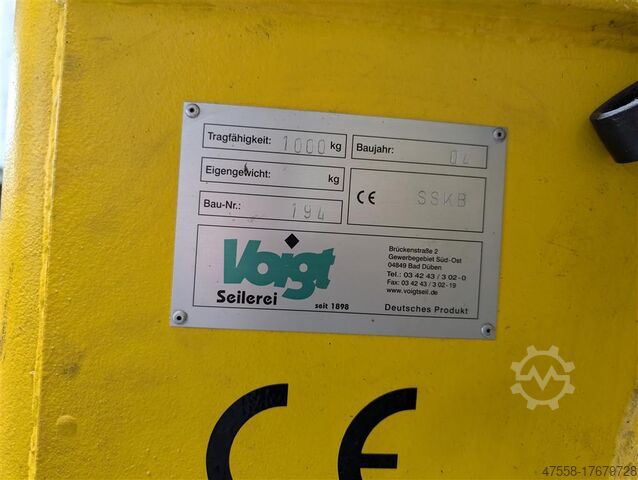 Tragfähigkeit: 1000 kg
Baujahr: 04
Eigengewicht: kg
Bau-Nr.: 194
CE SSKB
Voigt
Seilerei
seit 1898
Brückenstraße 2
Gewerbegebiet Süd-Ost
04849 Bad Düben
Tel.: 03 42 43 / 3 02-0
Fax: 03 42 43 / 3 02-19
www.voigtseil.de
Deutsches Produkt
CE
47558-17679728